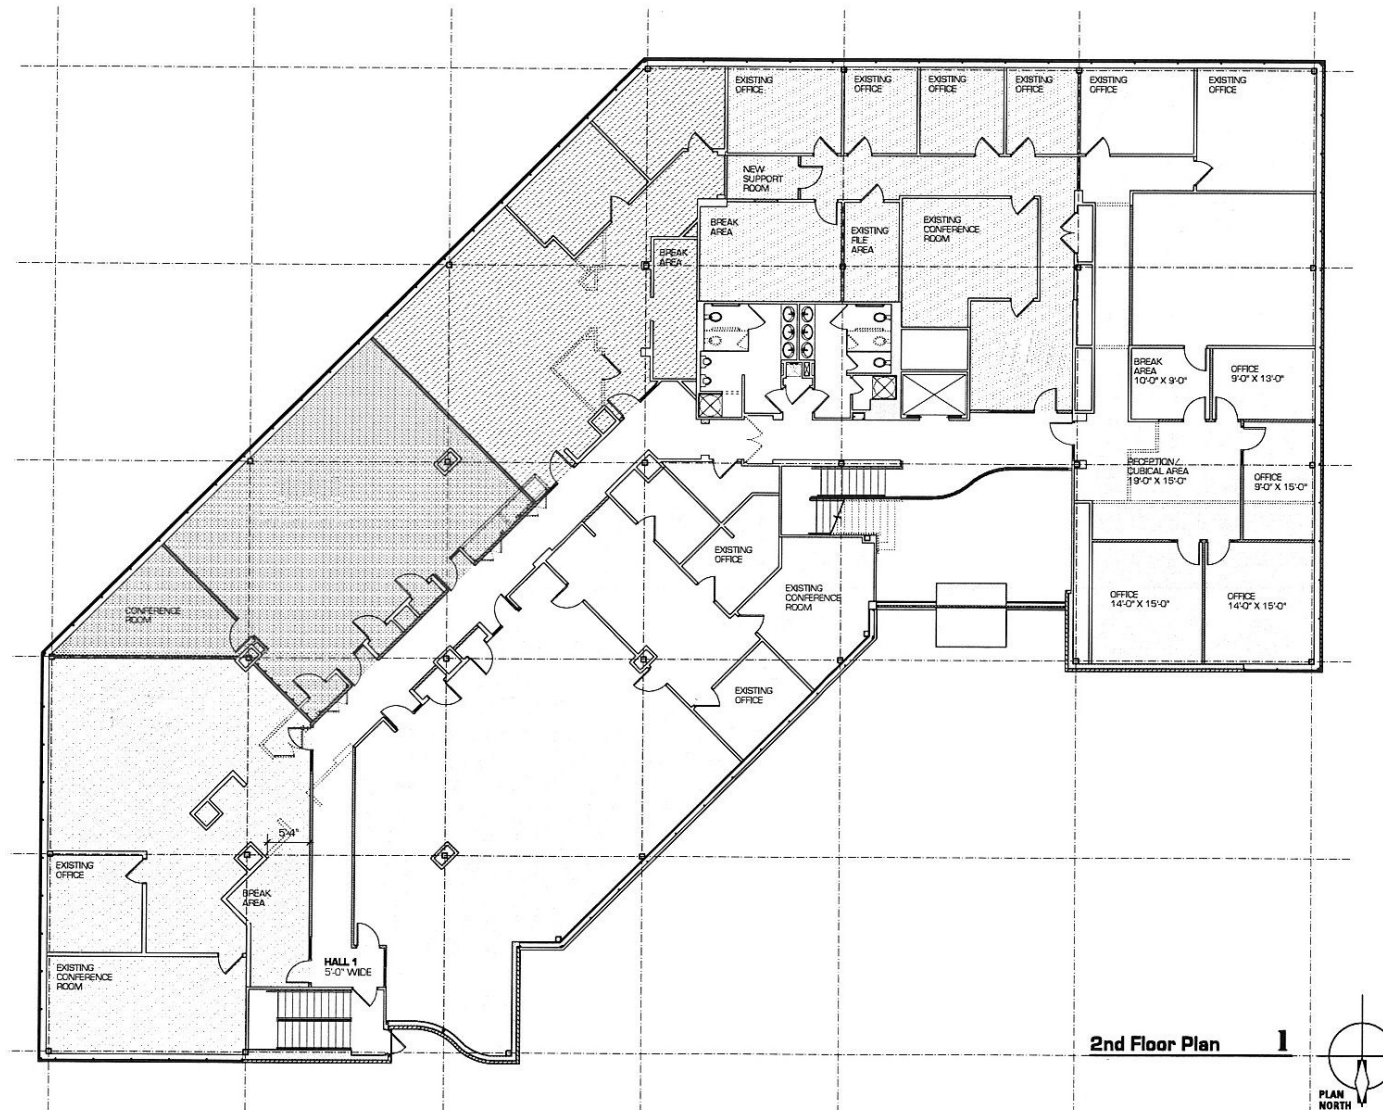 EXISTING
OFFICE
EXISTING
OFFICE
EXISTING
OFFICE
EXISTING
OFFICE
EXISTING
OFFICE
EXISTING
OFFICE
NEW
SUPPORT
ROOM
BREAK
AREA
EXISTING
FILE
AREA
EXISTING
CONFERENCE
ROOM
BREAK
AREA
BREAK
AREA
10'-0" X 9'-0"
OFFICE
9'-0" X 13'-0"
RECEPTION/
CUBICAL AREA
19'-0" X 15'-0"
OFFICE
9'-0" X 15'-0"
EXISTING
OFFICE
EXISTING
CONFERENCE
ROOM
OFFICE
14'-0" X 15'-0"
OFFICE
14'-0" X 15'-0"
CONFERENCE
ROOM
EXISTING
OFFICE
5'-4"
EXISTING
OFFICE
BREAK
AREA
HALL 1
5'-0" WIDE
EXISTING
CONFERENCE
ROOM
2nd Floor Plan 1
PLAN
NORTH